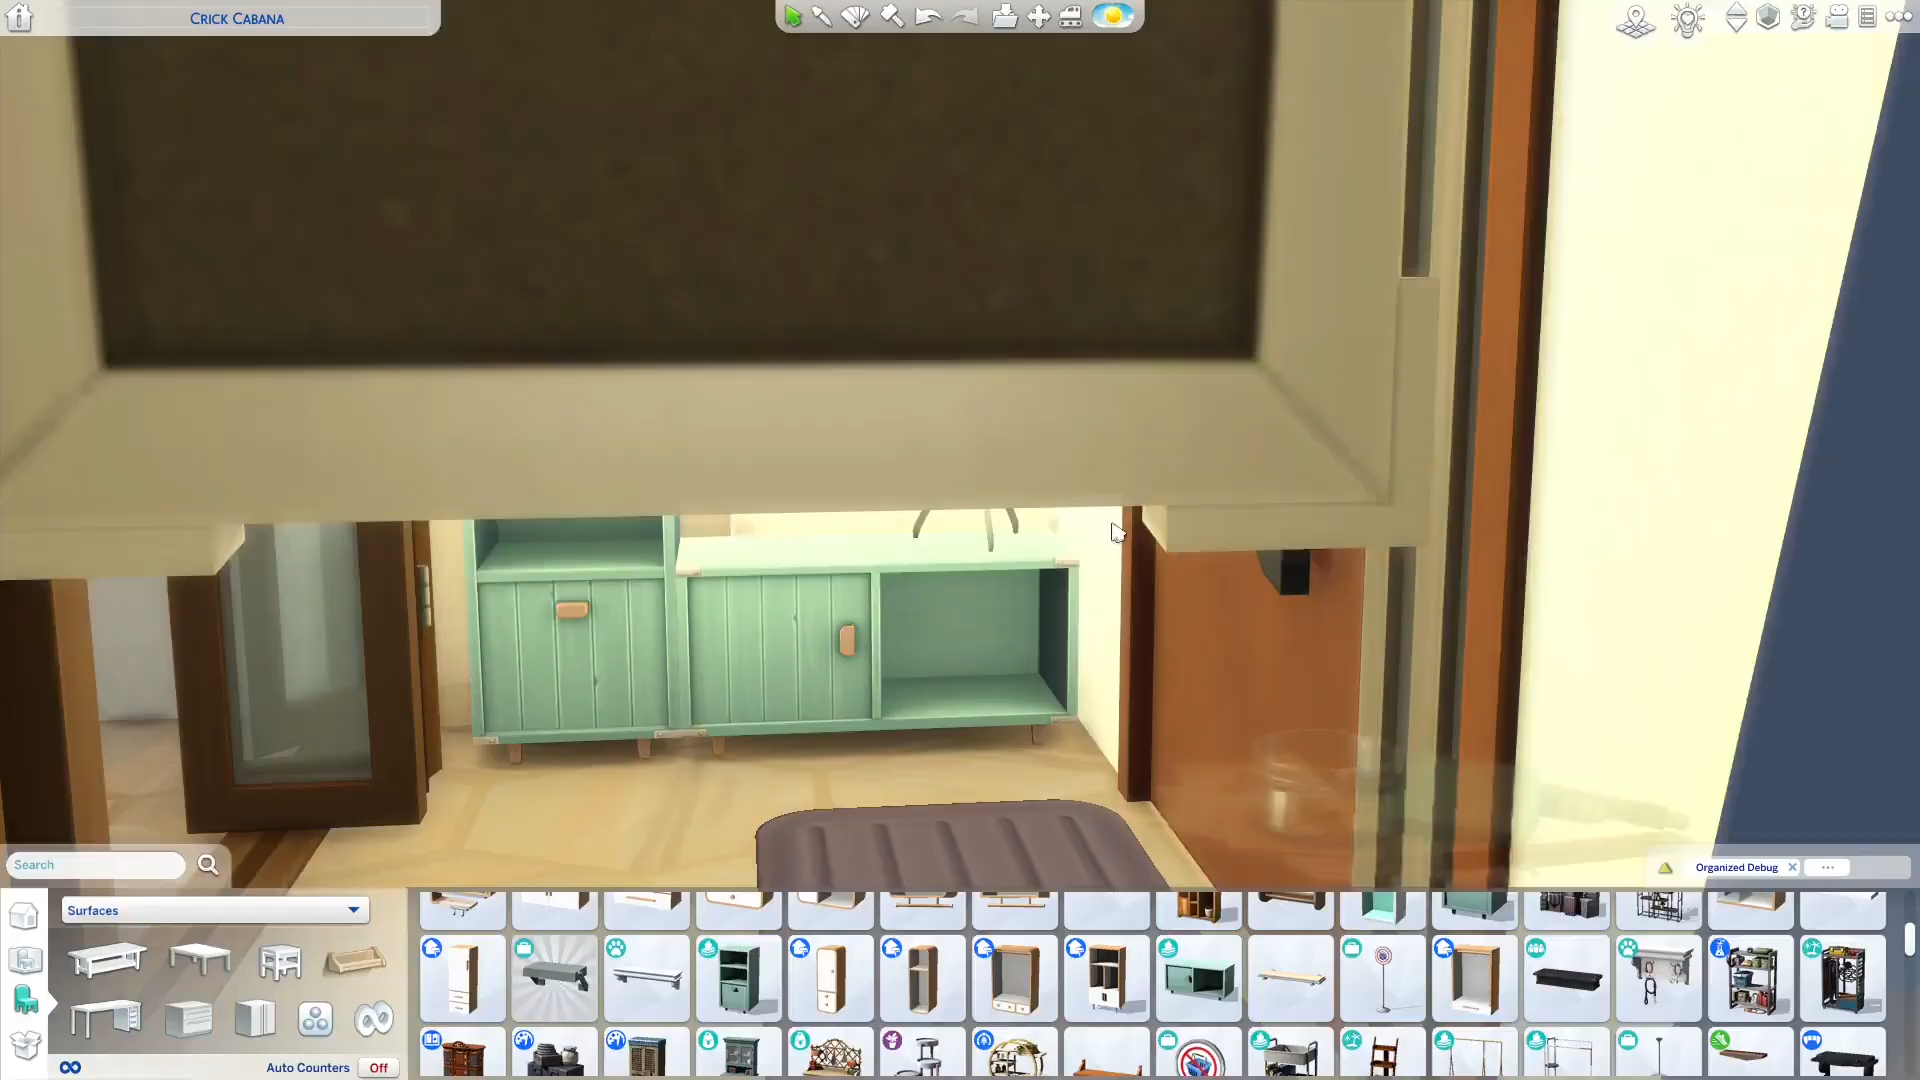 Crick Cabana
Search
Organized Debug
Surfaces
Auto Counters
Off